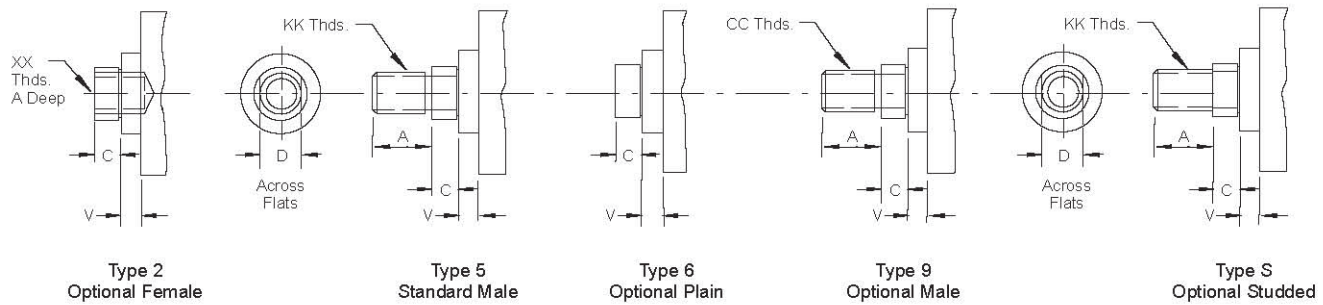 KK Thds.
CC Thds.
KK Thds.
XX
Thds.
A Deep
A
A
A
C
D
C
C
C
D
C
Across
Flats
Across
Flats
V
V
V
V
V
Type 2
Optional Female
Type 5
Standard Male
Type 6
Optional Plain
Type 9
Optional Male
Type S
Optional Studded